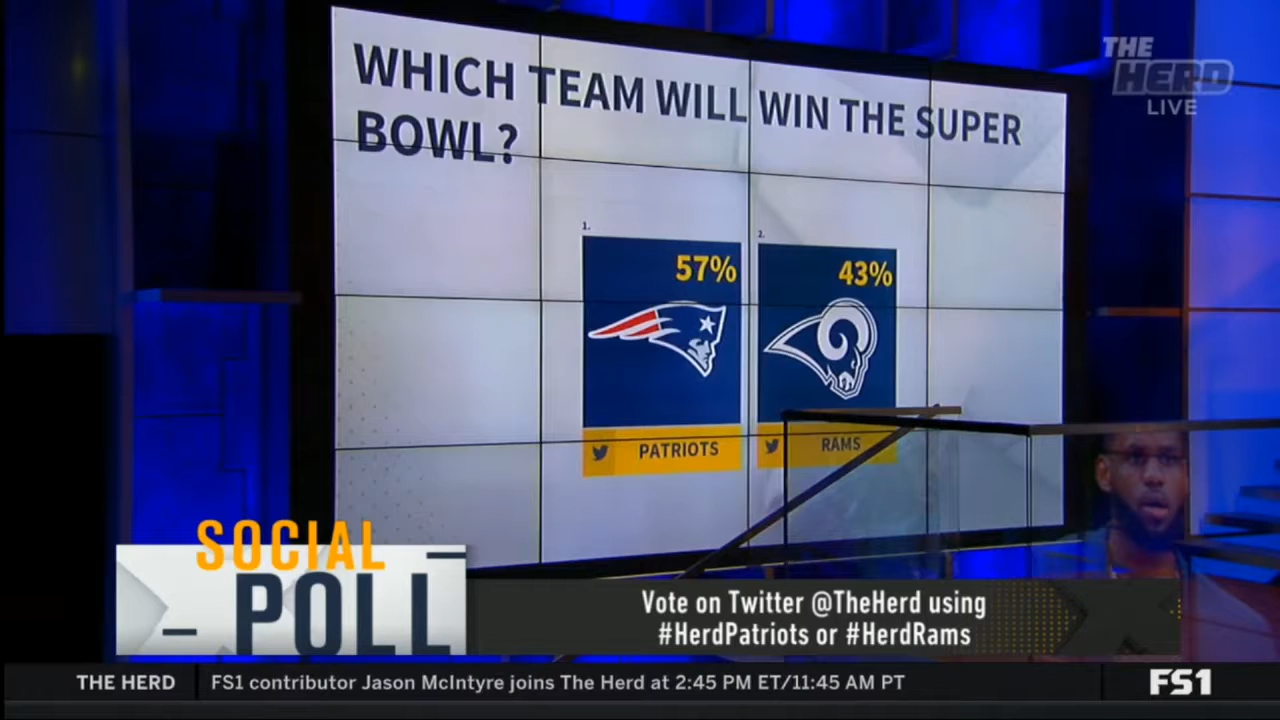 THE
HERD
LIVE
WHICH TEAM WILL WIN THE SUPER
BOWL?
1.
2.
57%
43%
PATRIOTS
RAMS
SOCIAL
POLL
Vote on Twitter @TheHerd using
#HerdPatriots or #HerdRams
THE HERD
FS1 contributor Jason McIntyre joins The Herd at 2:45 PM ET/11:45 AM PT
FS1